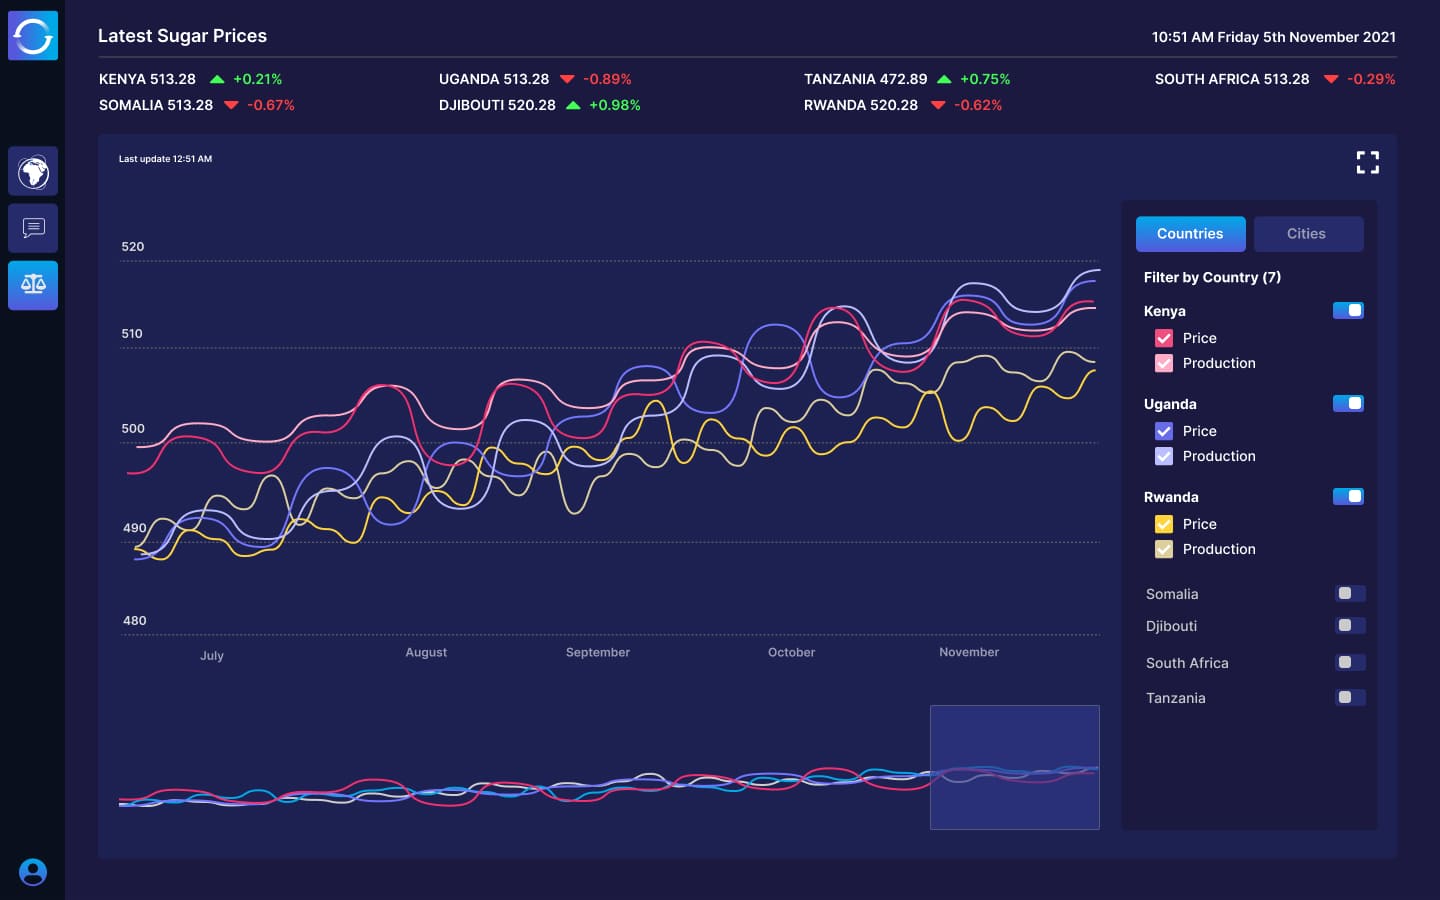 Latest Sugar Prices
10:51 AM Friday 5th November 2021
KENYA 513.28 +0.21% UGANDA 513.28 -0.89% TANZANIA 472.89 +0.75% SOUTH AFRICA 513.28 -0.29%
SOMALIA 513.28 -0.67% DJIBOUTI 520.28 +0.98% RWANDA 520.28 -0.62%
Last update 12:51 AM
520
510
500
490
480
July August September October November
Countries Cities
Filter by Country (7)
Kenya
Price
Production
Uganda
Price
Production
Rwanda
Price
Production
Somalia
Djibouti
South Africa
Tanzania